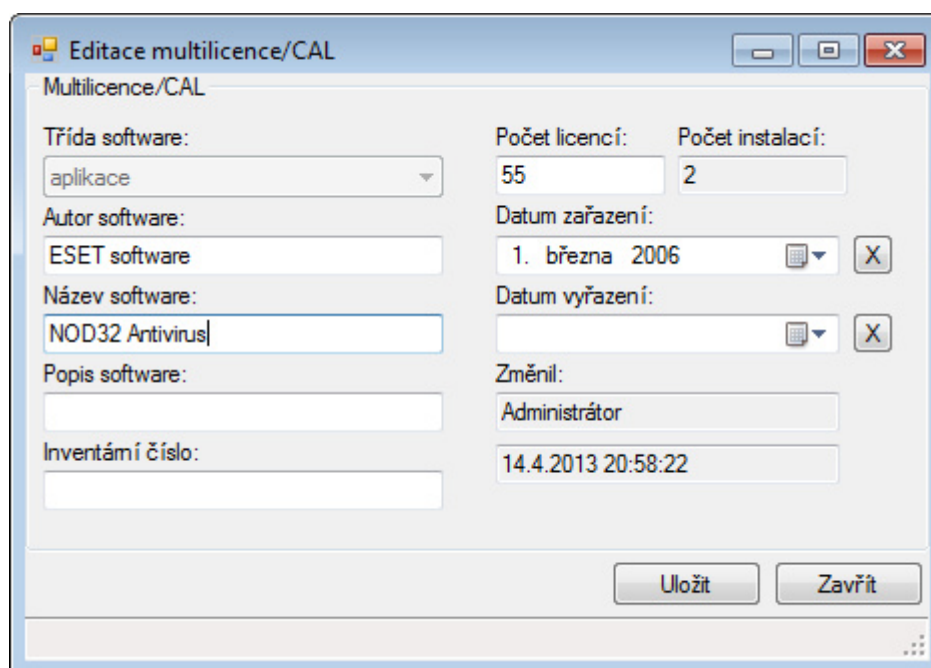 Editace multilicence/CAL
Multilicence/CAL
Třída software:
aplikace
Autor software:
ESET software
Název software:
NOD32 Antivirus
Popis software:
Inventární číslo:
Počet licencí: Počet instalací:
55 2
Datum zařazení:
1. března 2006 X
Datum vyřazení:
X
Změnil:
Administrátor
14.4.2013 20:58:22
Uložit Zavřít